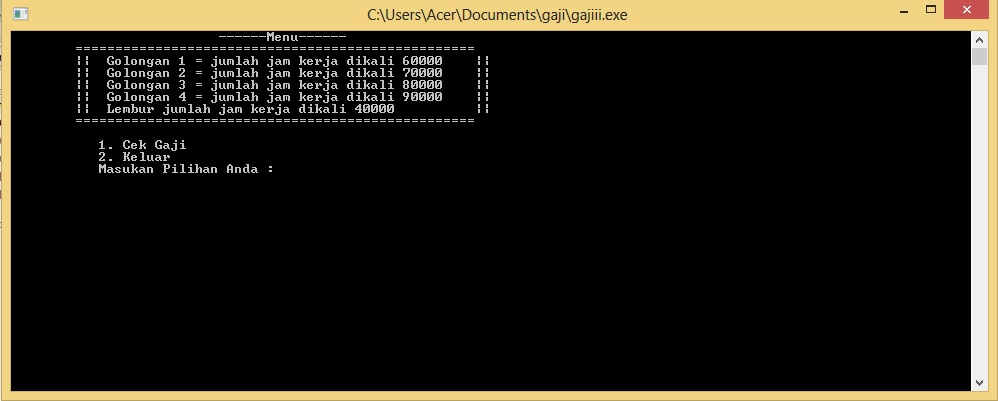 C:\Users\Acer\Documents\gaji\gajiii.exe
------Menu------
==================================================
||  Golongan 1 = jumlah jam kerja dikali 60000    ||
||  Golongan 2 = jumlah jam kerja dikali 70000    ||
||  Golongan 3 = jumlah jam kerja dikali 80000    ||
||  Golongan 4 = jumlah jam kerja dikali 90000    ||
||  Lembur jumlah jam kerja dikali 40000          ||
==================================================
1. Cek Gaji
2. Keluar
Masukan Pilihan Anda :